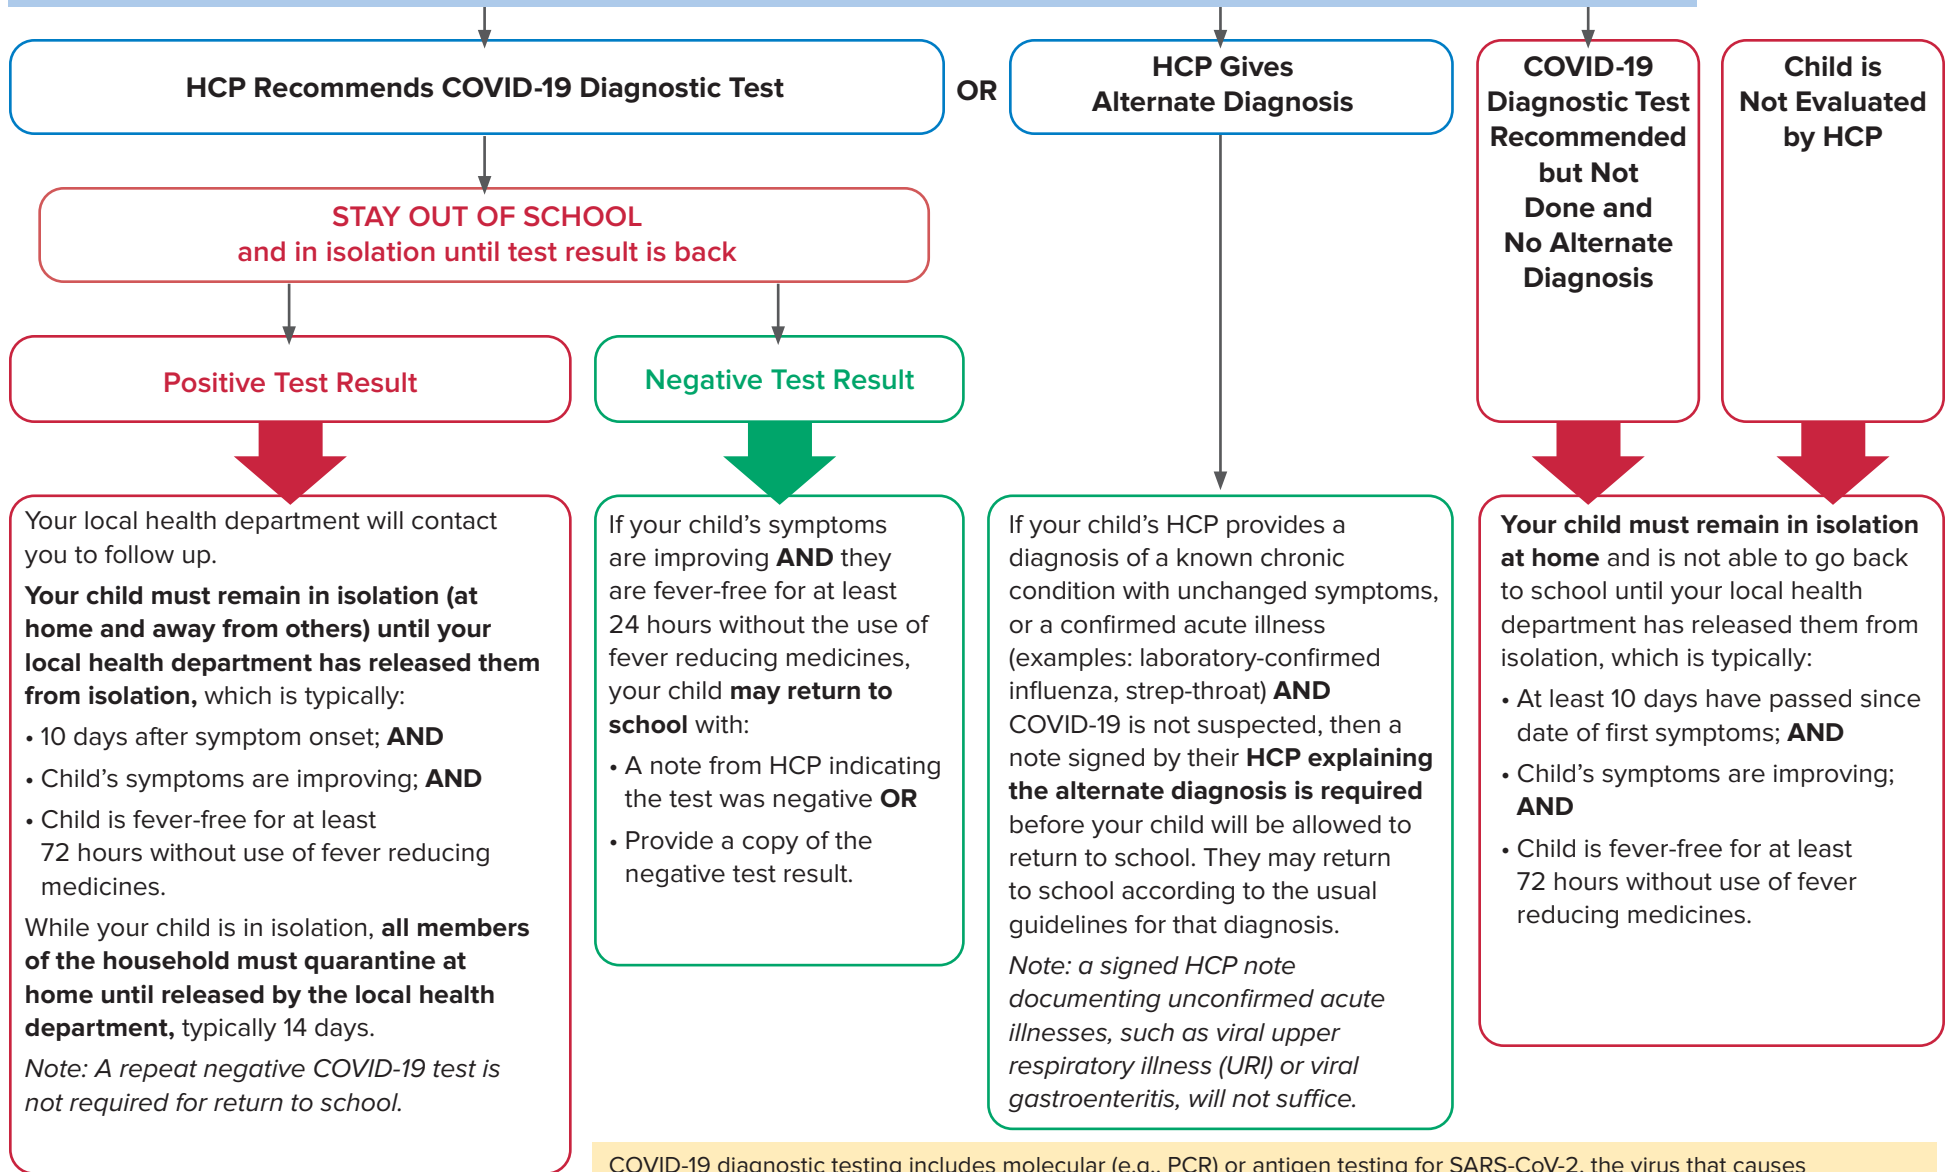 HCP Recommends COVID-19 Diagnostic Test
OR
HCP Gives
Alternate Diagnosis
COVID-19
Diagnostic Test
Recommended
but Not
Done and
No Alternate
Diagnosis
Child is
Not Evaluated
by HCP
STAY OUT OF SCHOOL
and in isolation until test result is back
Positive Test Result
Negative Test Result
Your local health department will contact
you to follow up.
Your child must remain in isolation (at
home and away from others) until your
local health department has released them
from isolation, which is typically:
• 10 days after symptom onset; AND
• Child’s symptoms are improving; AND
• Child is fever-free for at least
72 hours without use of fever reducing
medicines.
While your child is in isolation, all members
of the household must quarantine at
home until released by the local health
department, typically 14 days.
Note: A repeat negative COVID-19 test is
not required for return to school.
If your child’s symptoms
are improving AND they
are fever-free for at least
24 hours without the use of
fever reducing medicines,
your child may return to
school with:
• A note from HCP indicating
the test was negative OR
• Provide a copy of the
negative test result.
If your child’s HCP provides a
diagnosis of a known chronic
condition with unchanged symptoms,
or a confirmed acute illness
(examples: laboratory-confirmed
influenza, strep-throat) AND
COVID-19 is not suspected, then a
note signed by their HCP explaining
the alternate diagnosis is required
before your child will be allowed to
return to school. They may return
to school according to the usual
guidelines for that diagnosis.
Note: a signed HCP note
documenting unconfirmed acute
illnesses, such as viral upper
respiratory illness (URI) or viral
gastroenteritis, will not suffice.
Your child must remain in isolation
at home and is not able to go back
to school until your local health
department has released them from
isolation, which is typically:
• At least 10 days have passed since
date of first symptoms; AND
• Child’s symptoms are improving;
AND
• Child is fever-free for at least
72 hours without use of fever
reducing medicines.
COVID-19 diagnostic testing includes molecular (e.g., PCR) or antigen testing for SARS-CoV-2, the virus that causes